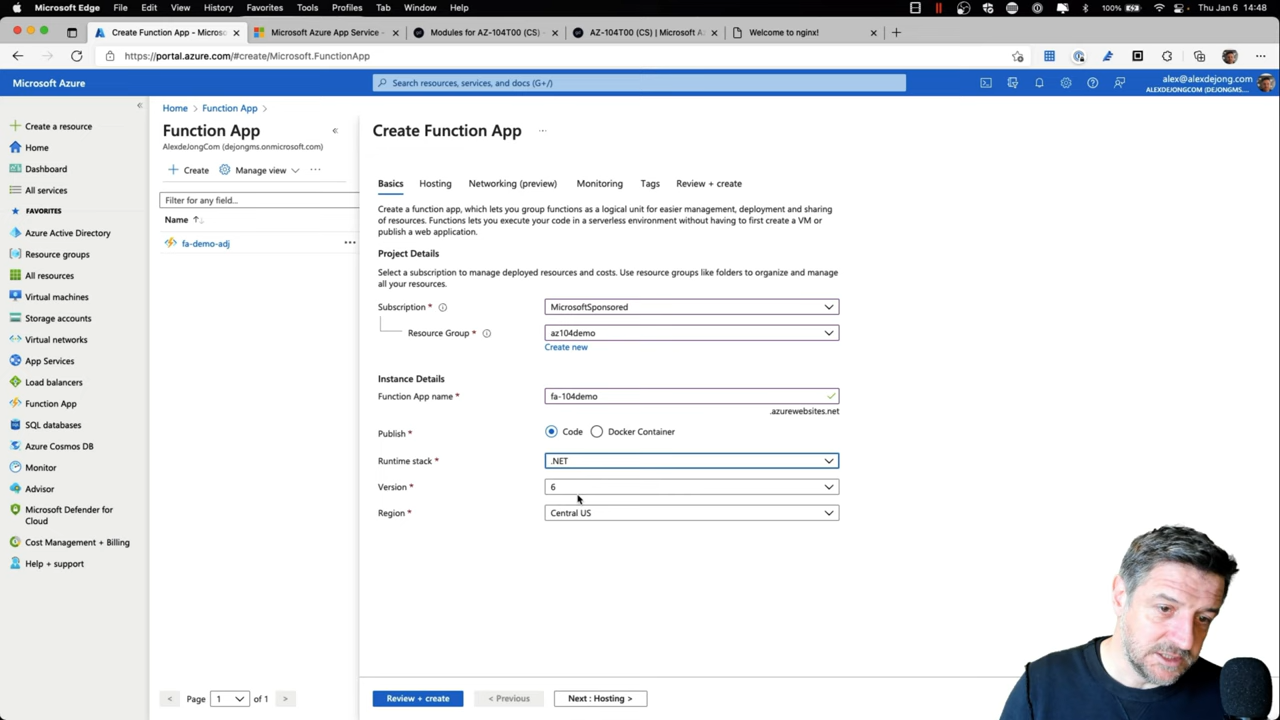 Microsoft Edge File Edit View History Favorites Tools Profiles Tab Window Help 100% Thu Jan 6 14:48
Create Function App - Micros
Microsoft Azure App Service -
Modules for AZ-104T00 (CS) -
AZ-104T00 (CS) | Microsoft Az
Welcome to nginx!
https://portal.azure.com/#create/Microsoft.FunctionApp
Microsoft Azure
Search resources, services, and docs (G+/)
alex@alexdejong.com
ALEXDEJONGCOM (DEJONGMS....
Create a resource
Home
Dashboard
All services
FAVORITES
Azure Active Directory
Resource groups
All resources
Virtual machines
Storage accounts
Virtual networks
App Services
Load balancers
Function App
SQL databases
Azure Cosmos DB
Monitor
Advisor
Microsoft Defender for
Cloud
Cost Management + Billing
Help + support
Home > Function App >
Function App
AlexdeJongCom (dejongms.onmicrosoft.com)
+ Create Manage view ...
Filter for any field...
Name
fa-demo-adj ...
< Page 1 of 1 >
Create Function App ...
Basics Hosting Networking (preview) Monitoring Tags Review + create
Create a function app, which lets you group functions as a logical unit for easier management, deployment and sharing
of resources. Functions lets you execute your code in a serverless environment without having to first create a VM or
publish a web application.
Project Details
Select a subscription to manage deployed resources and costs. Use resource groups like folders to organize and manage
all your resources.
Subscription * MicrosoftSponsored
Resource Group * az104demo
Create new
Instance Details
Function App name * fa-104demo
.azurewebsites.net
Publish * Code Docker Container
Runtime stack * .NET
Version * 6
Region * Central US
Review + create < Previous Next : Hosting >